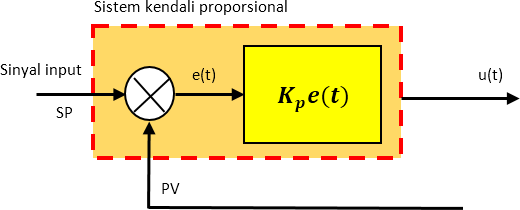 Sistem kendali proporsional
Sinyal input
e(t)
u(t)
K_p e(t)
SP
PV